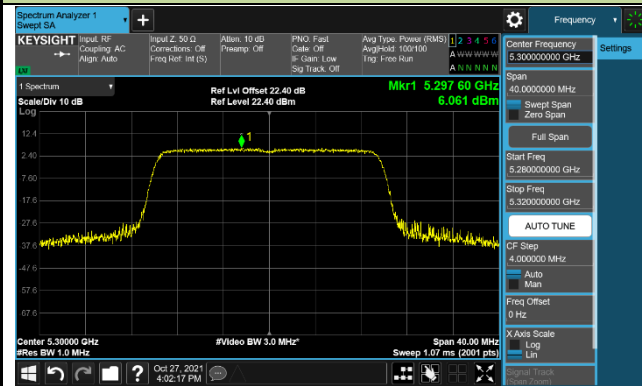 Spectrum Analyzer 1
Swept SA
+
Frequency
KEYSIGHT
Input: RF
Coupling: AC
Align: Auto
Input Z: 50 Ω
Corrections: Off
Freq Ref: Int (S)
Atten: 10 dB
Preamp: Off
PNO: Fast
Gate: Off
IF Gain: Low
Sig Track: Off
Avg Type: Power (RMS)
Avg|Hold: 100/100
Trig: Free Run
1 2 3 4 5 6
A W W W W W
A N N N N N
LXI
1 Spectrum
Scale/Div 10 dB
Log
Ref Lvl Offset 22.40 dB
Ref Level 22.40 dBm
Mkr1 5.297 60 GHz
6.061 dBm
12.4
2.40
-7.60
-17.6
-27.6
-37.6
-47.6
-57.6
-67.6
1
Center 5.30000 GHz
#Res BW 1.0 MHz
#Video BW 3.0 MHz*
Span 40.00 MHz
Sweep 1.07 ms (2001 pts)
Oct 27, 2021
4:02:17 PM
Center Frequency
5.300000000 GHz
Settings
Span
40.0000000 MHz
Swept Span
Zero Span
Full Span
Start Freq
5.280000000 GHz
Stop Freq
5.320000000 GHz
AUTO TUNE
CF Step
4.000000 MHz
Auto
Man
Freq Offset
0 Hz
X Axis Scale
Log
Lin
Signal Track
(Span Zoom)